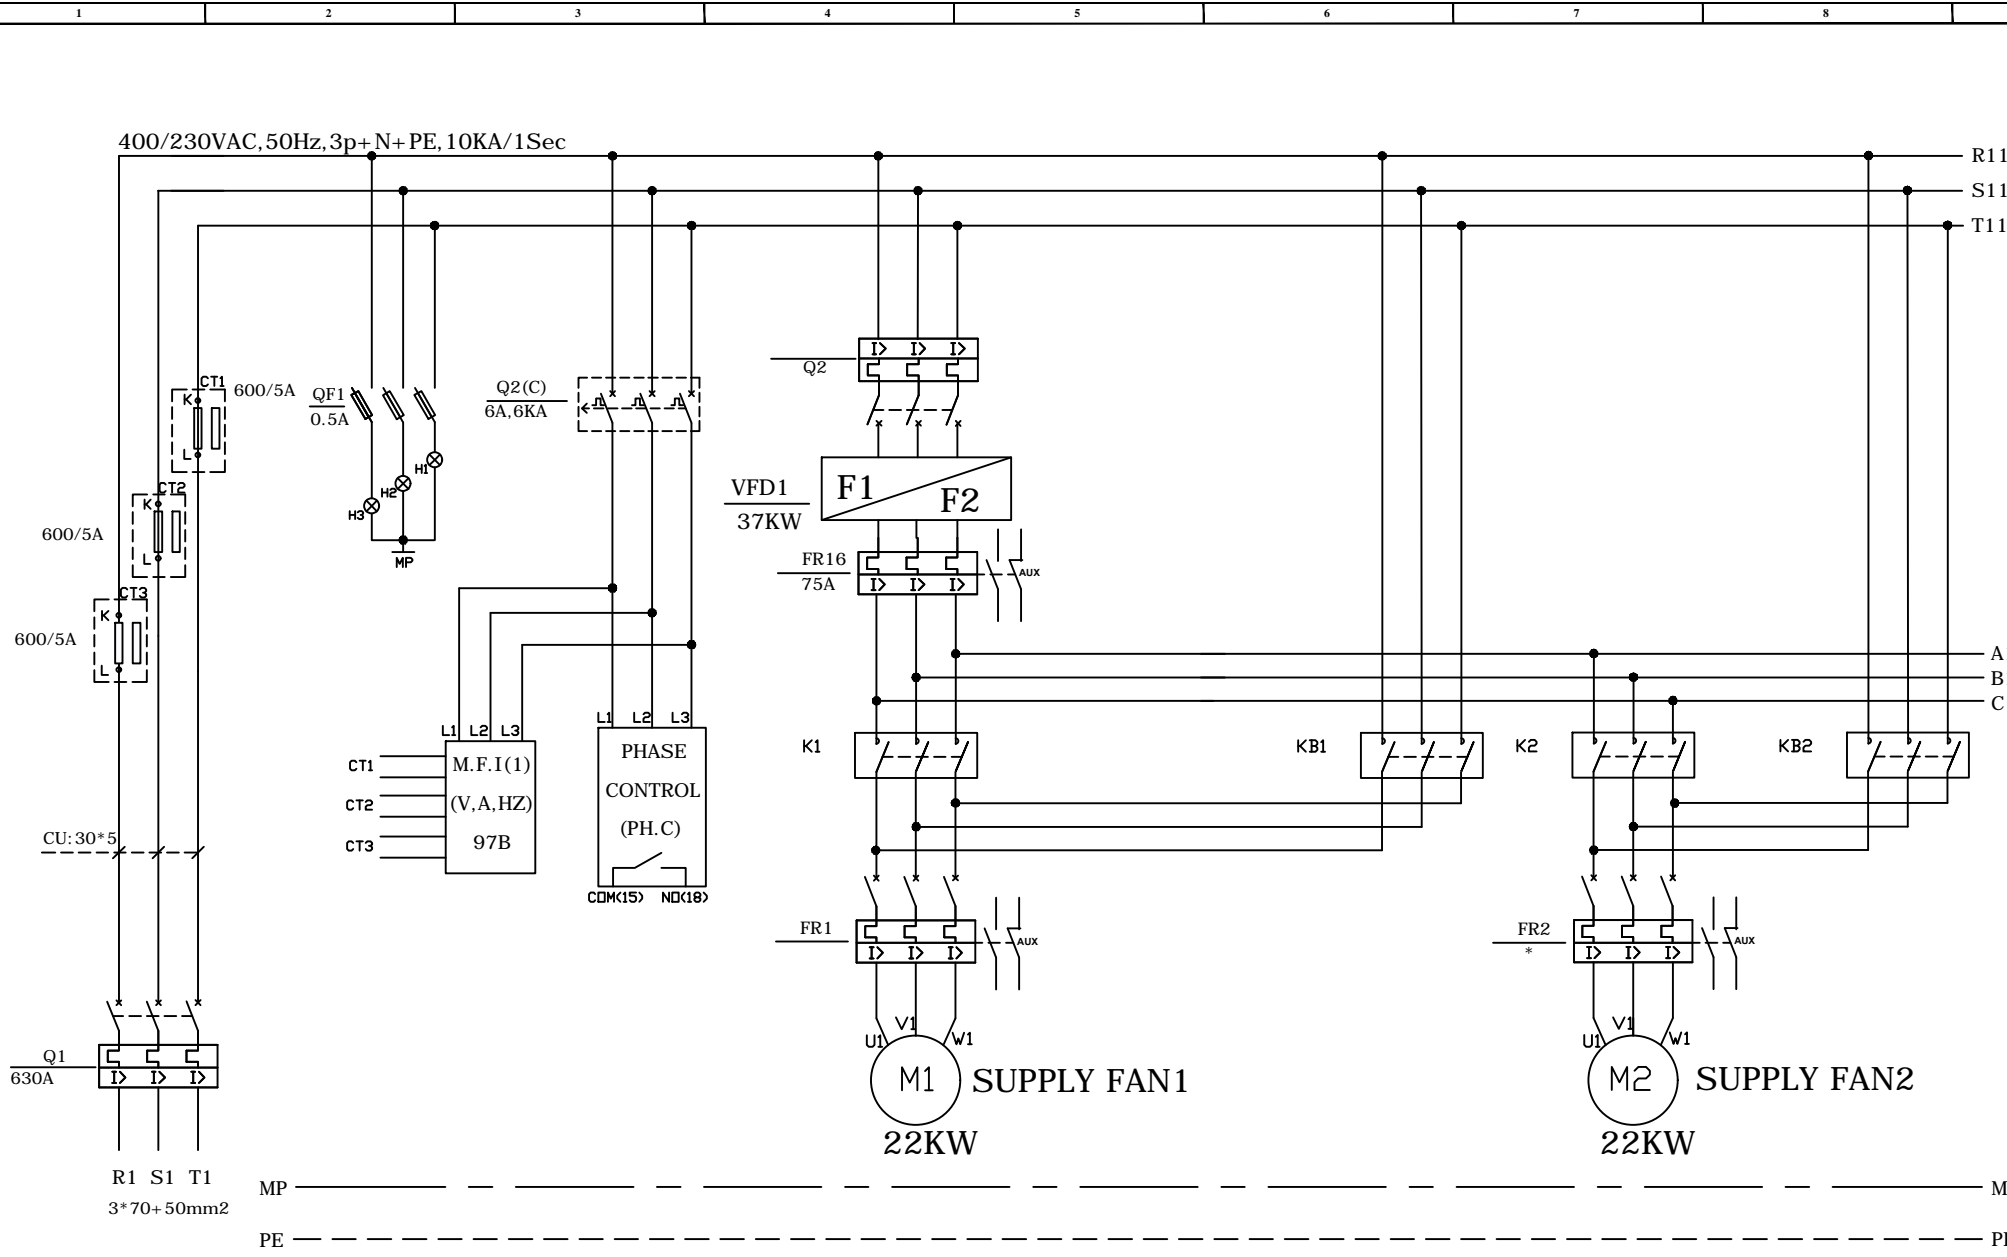 1 2 3 4 5 6 7 8
400/230VAC,50Hz,3p+N+PE,10KA/1Sec
R11
S11
T11
CT1
600/5A
K
L
QF1
0.5A
Q2(C)
6A,6KA
Q2
I> I> I>
H1
H2
H3
MP
CT2
600/5A
K
L
VFD1
37KW
F1
F2
FR16
75A
I> I> I>
AUX
CT3
600/5A
K
L
A
B
C
L1 L2 L3
M.F.I(1)
(V,A,HZ)
97B
CT1
CT2
CT3
L1 L2 L3
PHASE
CONTROL
(PH.C)
COM(15) NO(18)
K1
KB1
K2
KB2
CU:30*5
FR1
I> I> I>
AUX
FR2
*
I> I> I>
AUX
Q1
630A
I> I> I>
U1 V1 W1
M1
SUPPLY FAN1
22KW
U1 V1 W1
M2
SUPPLY FAN2
22KW
R1 S1 T1
3*70+50mm2
MP M
PE P